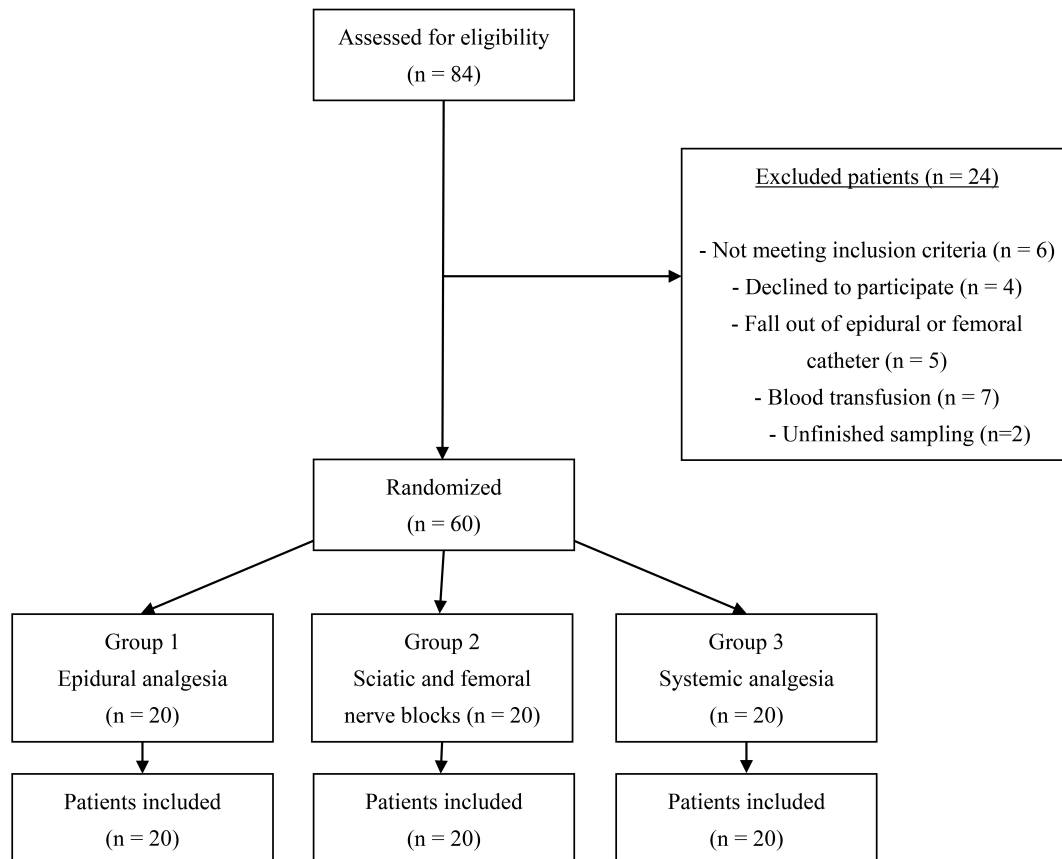 Assessed for eligibility
(n = 84)
Excluded patients (n = 24)
- Not meeting inclusion criteria (n = 6)
- Declined to participate (n = 4)
- Fall out of epidural or femoral
catheter (n = 5)
- Blood transfusion (n = 7)
- Unfinished sampling (n=2)
Randomized
(n = 60)
Group 1
Epidural analgesia
(n = 20)
Group 2
Sciatic and femoral
nerve blocks (n = 20)
Group 3
Systemic analgesia
(n = 20)
Patients included
(n = 20)
Patients included
(n = 20)
Patients included
(n = 20)